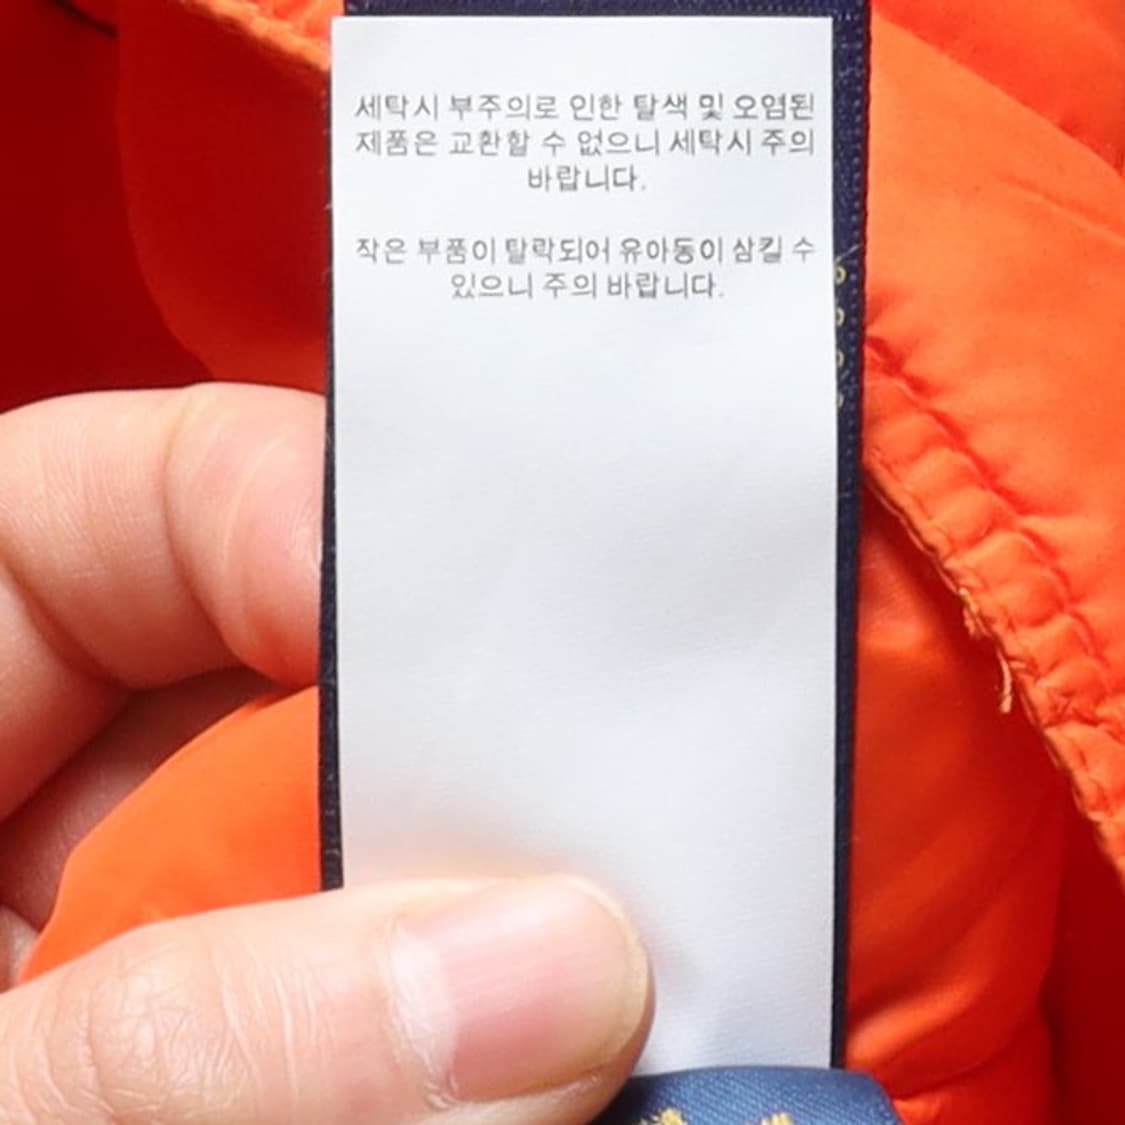 세탁시 부주의로 인한 탈색 및 오염된
제품은 교환할 수 없으니 세탁시 주의
바랍니다.
작은 부품이 탈락되어 유아동이 삼킬 수
있으니 주의 바랍니다.